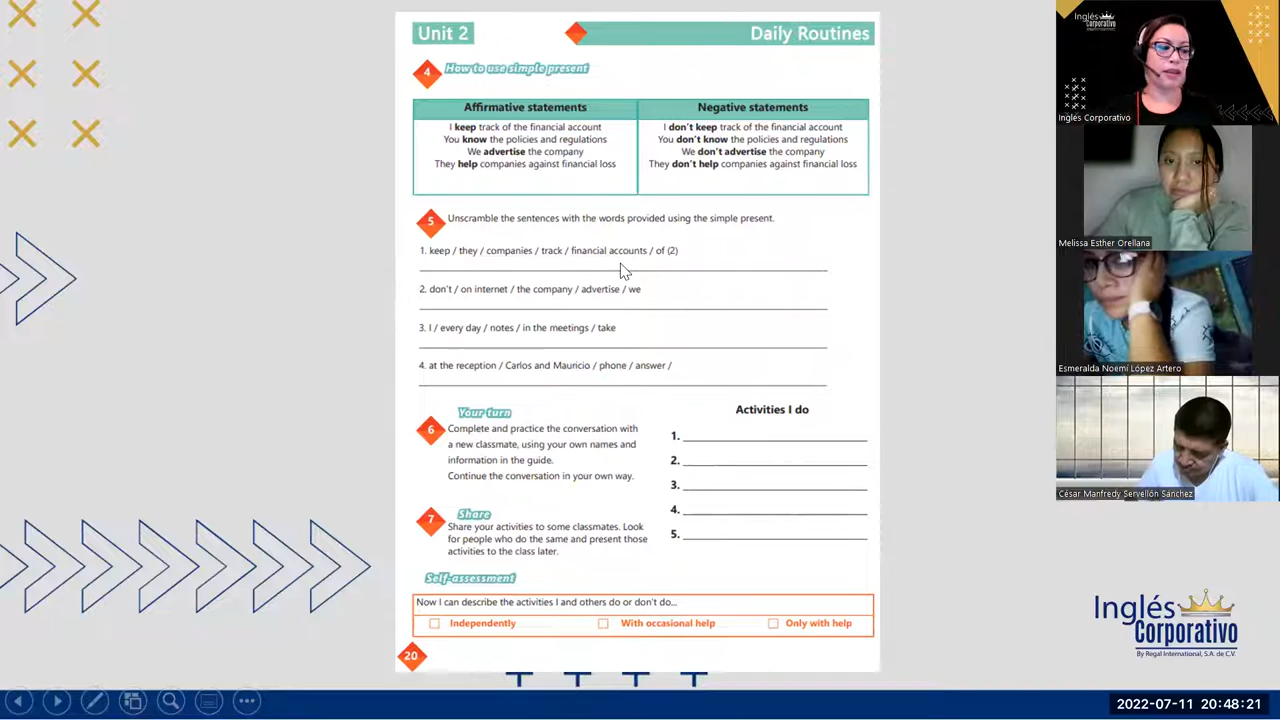 Unit 2
Daily Routines
4 How to use simple present
Affirmative statements
I keep track of the financial account
You know the policies and regulations
We advertise the company
They help companies against financial loss
Negative statements
I don't keep track of the financial account
You don't know the policies and regulations
We don't advertise the company
They don't help companies against financial loss
5 Unscramble the sentences with the words provided using the simple present.
1. keep / they / companies / track / financial accounts / of (2)
2. don't / on internet / the company / advertise / we
3. I / every day / notes / in the meetings / take
4. at the reception / Carlos and Mauricio / phone / answer /
6 Your turn
Complete and practice the conversation with
a new classmate, using your own names and
information in the guide.
Continue the conversation in your own way.
7 Share
Share your activities to some classmates. Look
for people who do the same and present those
activities to the class later.
Activities I do
1.
2.
3.
4.
5.
Self-assessment
Now I can describe the activities I and others do or don't do...
Independently
With occasional help
Only with help
20
Inglés
Corporativo
Inglés Corporativo
Melissa Esther Orellana
Esmeralda Noemí López Artero
César Manfredy Servellón Sánchez
Inglés
Corporativo
By Regal International, S.A. de C.V.
2022-07-11 20:48:21